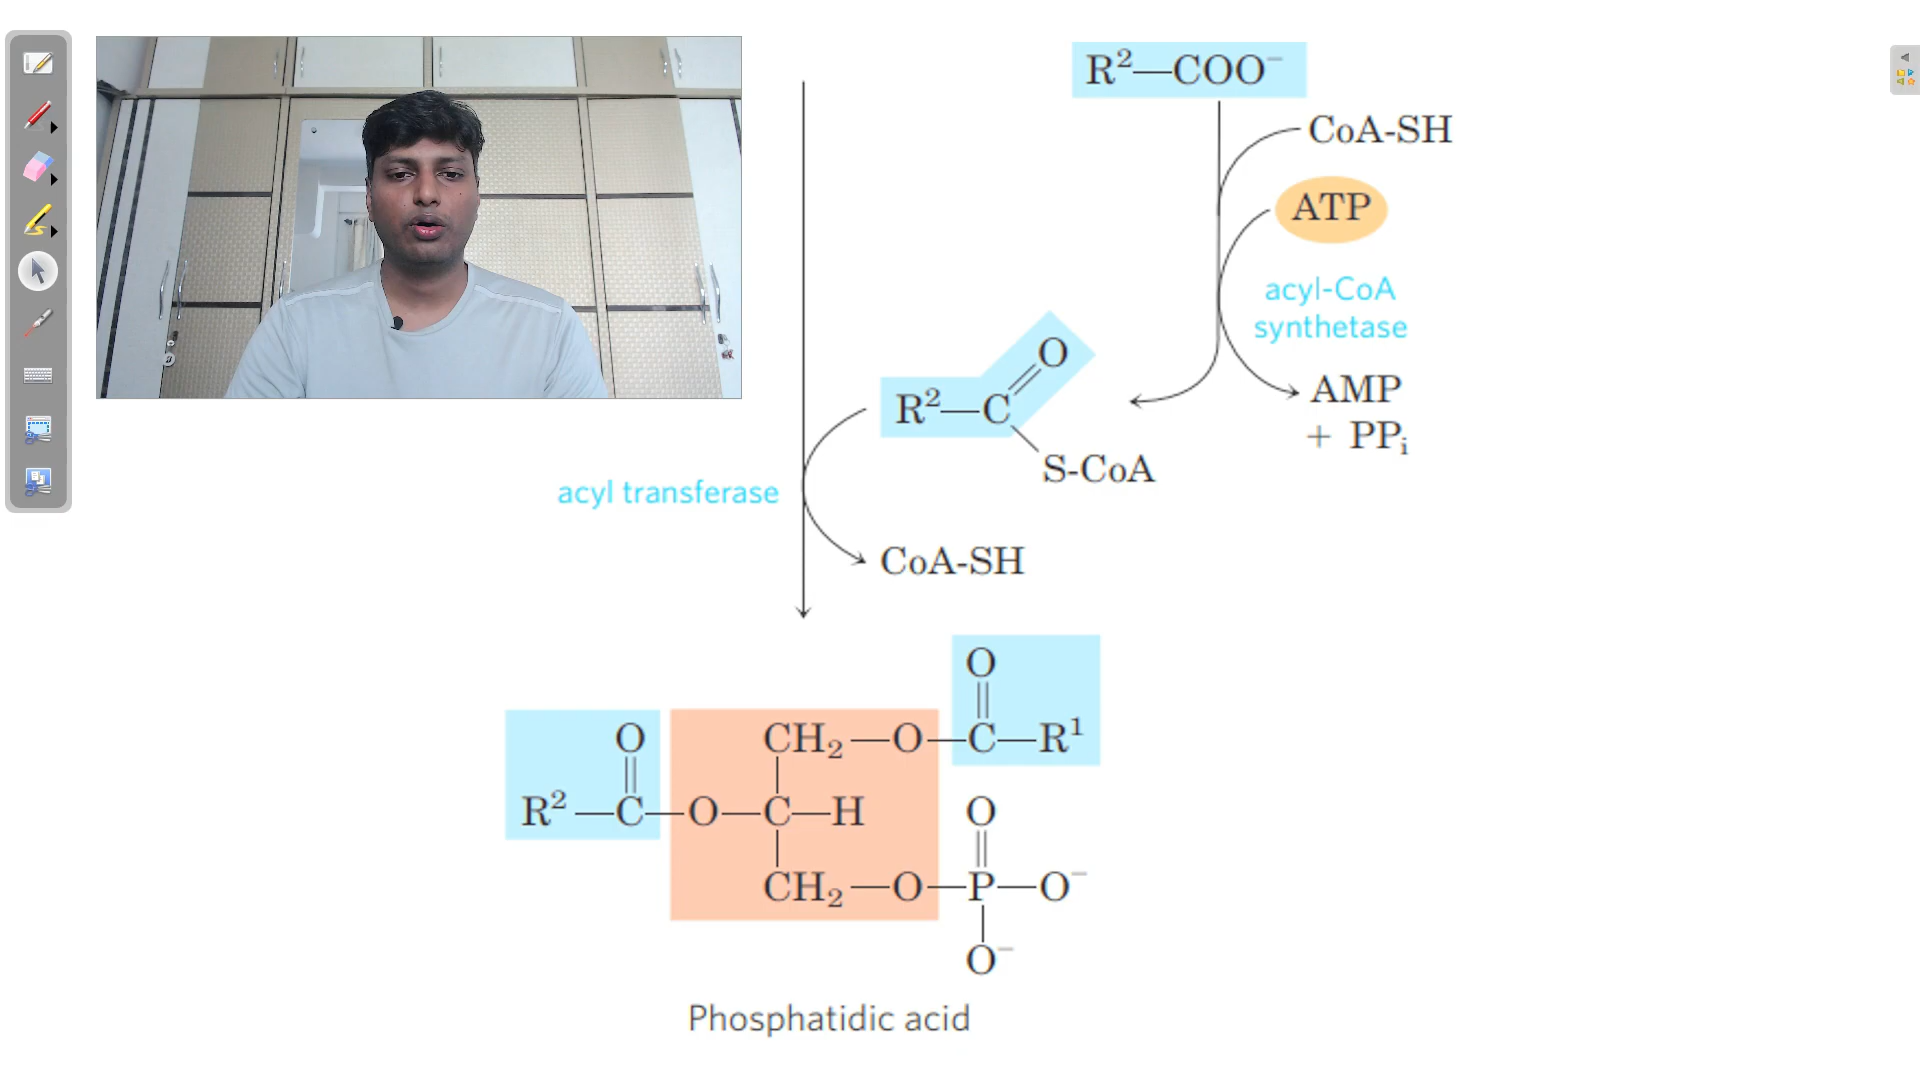 R²—COO⁻
CoA-SH
ATP
acyl-CoA
synthetase
O
R²—C
AMP
+ PPᵢ
S-CoA
acyl transferase
CoA-SH
O
O
CH₂—O—C—R¹
R²—C—O—C—H
O
CH₂—O—P—O⁻
O⁻
Phosphatidic acid